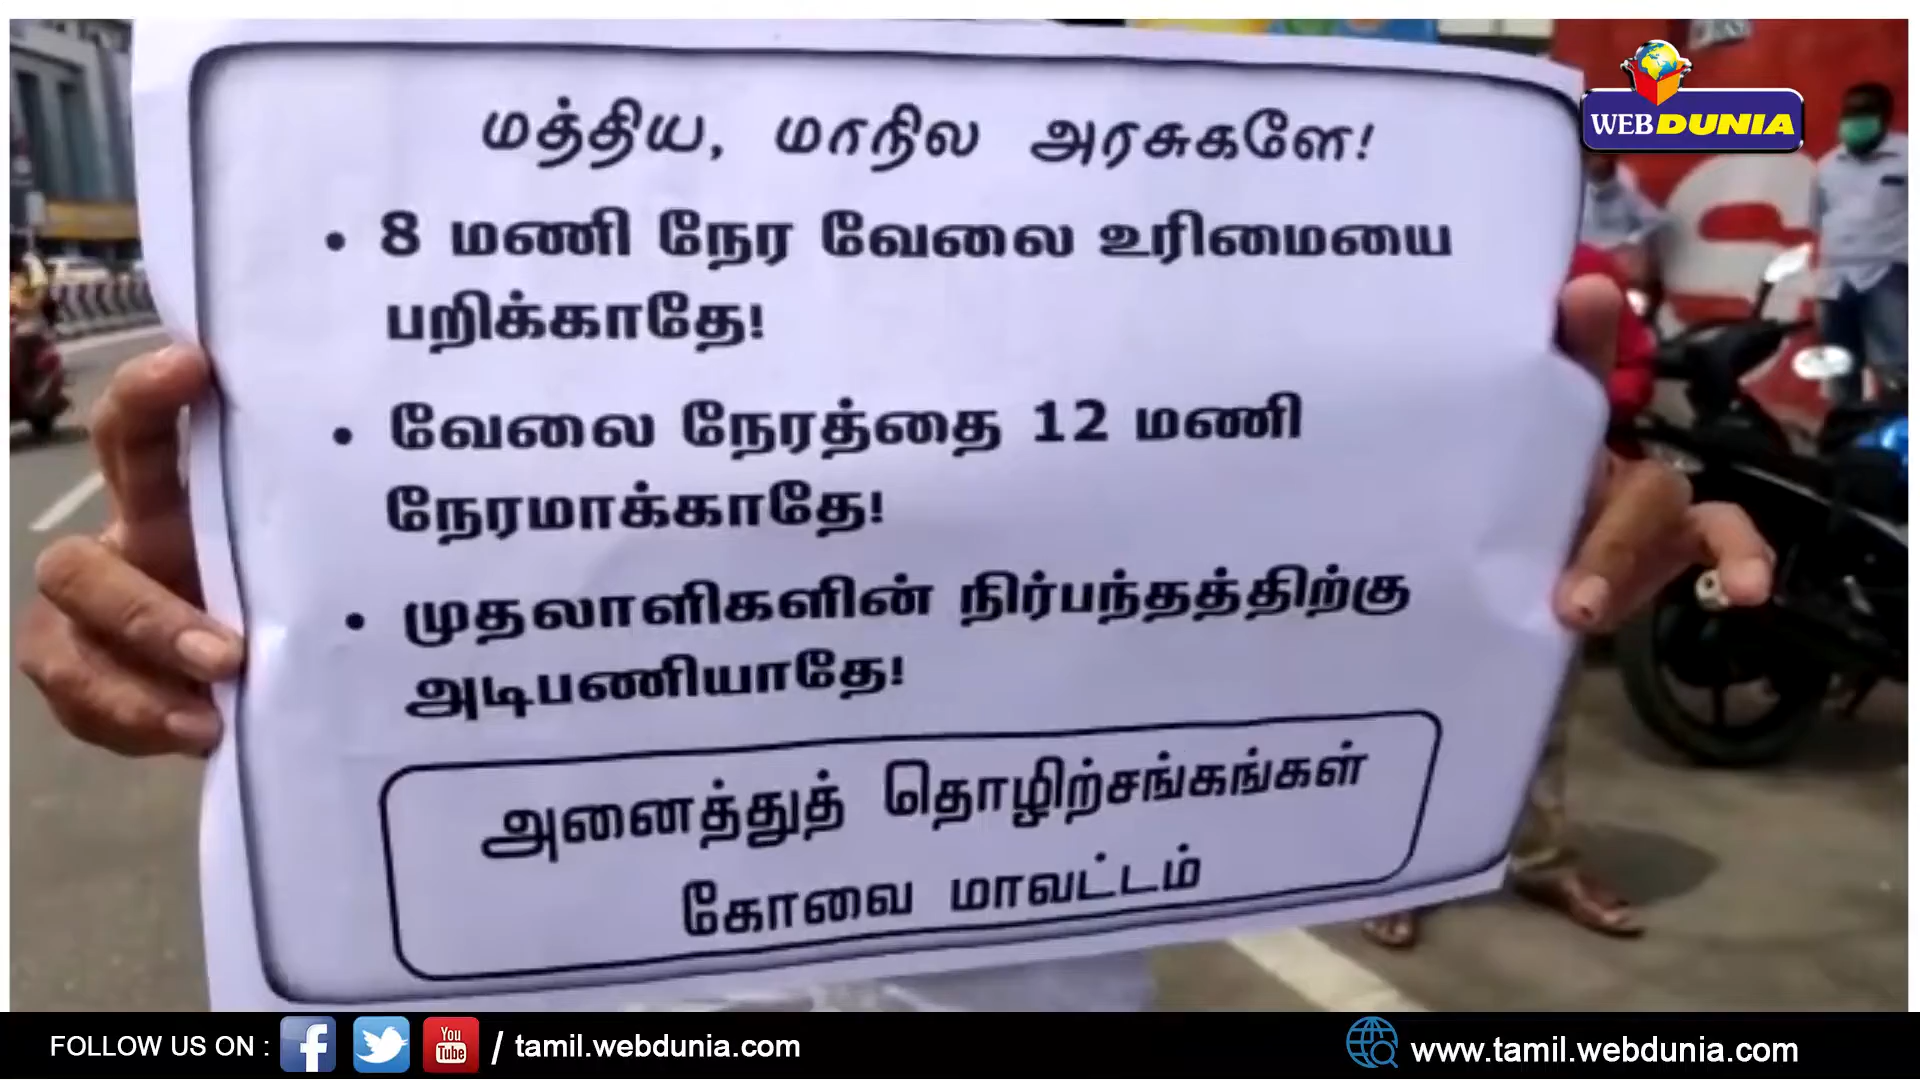 மத்திய, மாநில அரசுகளே!
WEBDUNIA
• 8 மணி நேர வேலை உரிமையை
பறிக்காதே!
• வேலை நேரத்தை 12 மணி
நேரமாக்காதே!
• முதலாளிகளின் நிர்பந்தத்திற்கு
அடிபணியாதே!
அனைத்துத் தொழிற்சங்கங்கள்
கோவை மாவட்டம்
FOLLOW US ON : f You Tube / tamil.webdunia.com
www.tamil.webdunia.com